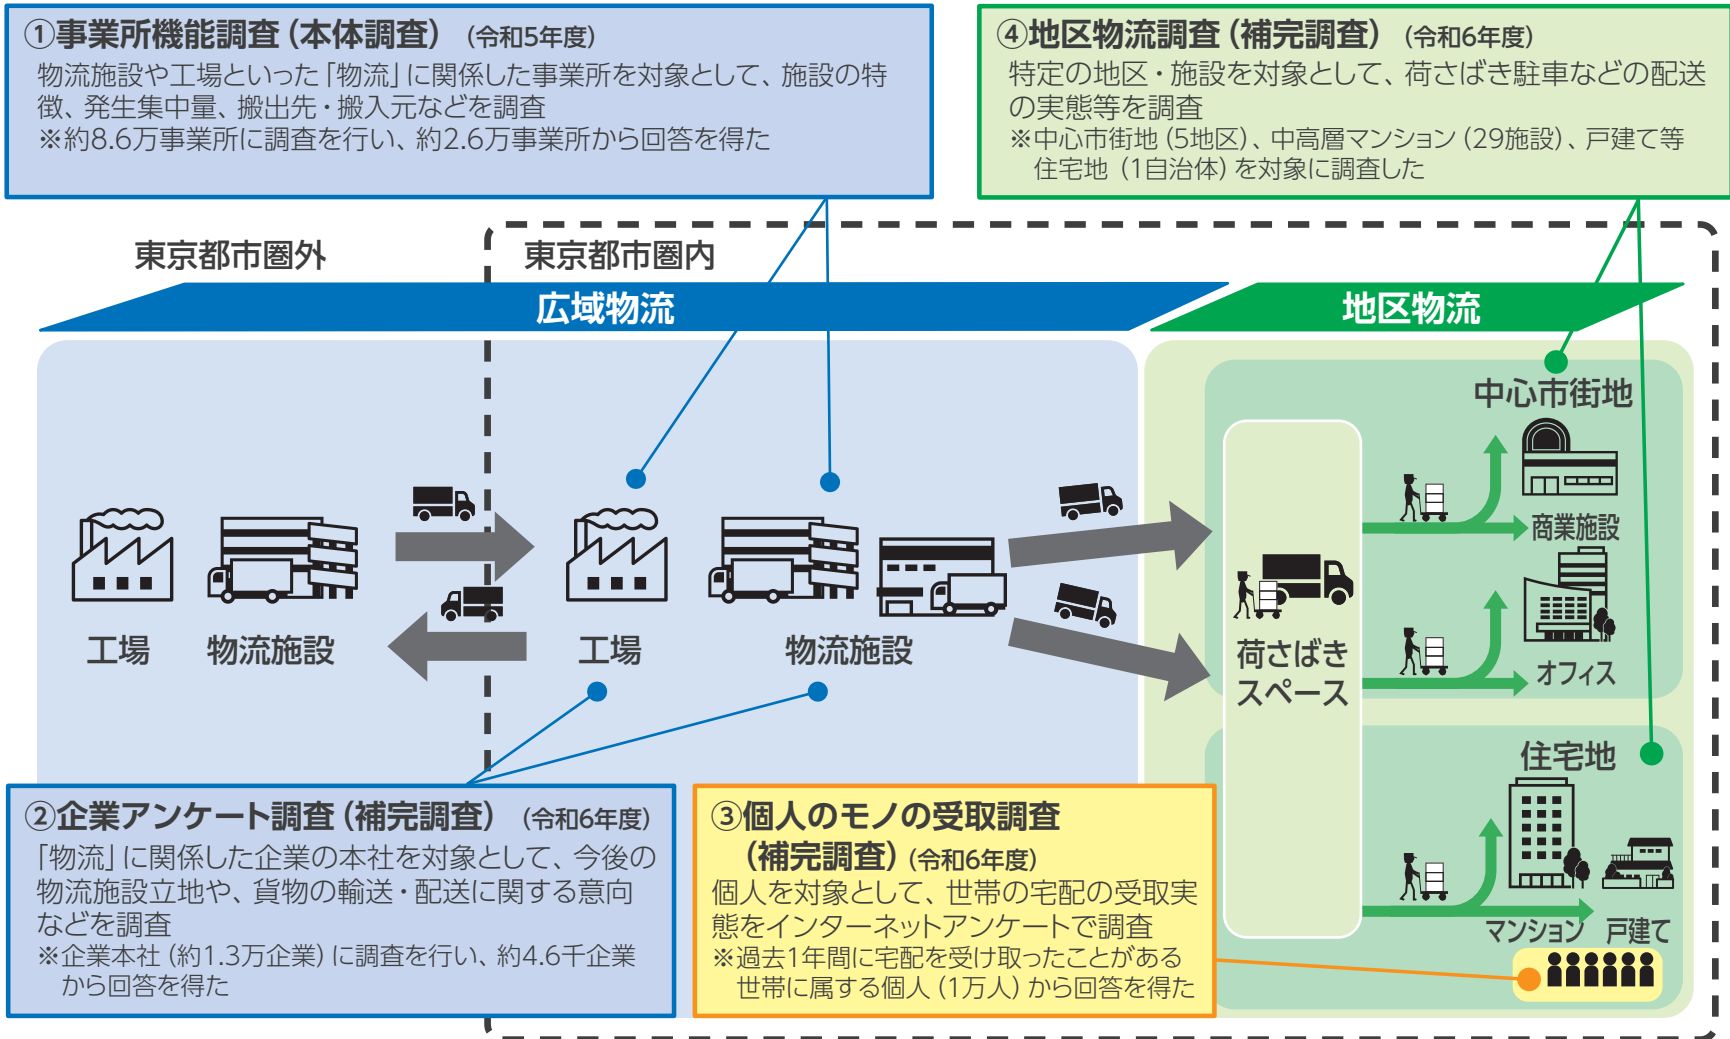 ①事業所機能調査（本体調査）（令和5年度）
物流施設や工場といった「物流」に関係した事業所を対象として、施設の特
徴、発生集中量、搬出先・搬入元などを調査
※約8.6万事業所に調査を行い、約2.6万事業所から回答を得た
④地区物流調査（補完調査）（令和6年度）
特定の地区・施設を対象として、荷さばき駐車などの配送
の実態等を調査
※中心市街地（5地区）、中高層マンション（29施設）、戸建て等
住宅地（1自治体）を対象に調査した
東京都市圏外
東京都市圏内
広域物流
地区物流
中心市街地
商業施設
オフィス
工場
物流施設
工場
物流施設
荷さばき
スペース
住宅地
マンション
戸建て
②企業アンケート調査（補完調査）（令和6年度）
「物流」に関係した企業の本社を対象として、今後の
物流施設立地や、貨物の輸送・配送に関する意向
などを調査
※企業本社（約1.3万企業）に調査を行い、約4.6千企業
から回答を得た
③個人のモノの受取調査
（補完調査）（令和6年度）
個人を対象として、世帯の宅配の受取実
態をインターネットアンケートで調査
※過去1年間に宅配を受け取ったことがある
世帯に属する個人（1万人）から回答を得た